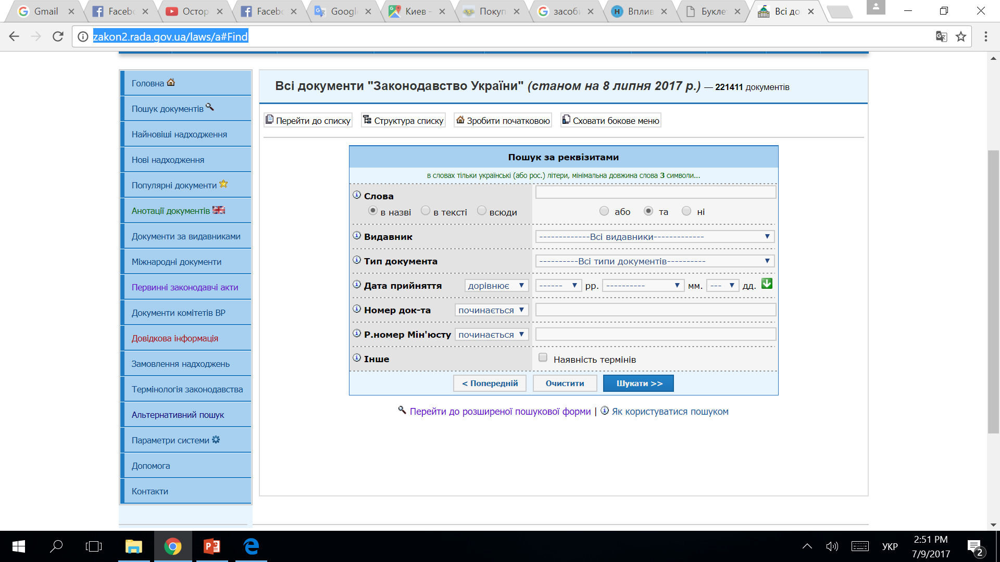 Gmail
Faceb
Остор
Faceb
Googl
Киев -
Покуп
засоби
Вплив
Букле
Всі до
zakon2.rada.gov.ua/laws/a#Find
Головна
Пошук документів
Найновіші надходження
Нові надходження
Популярні документи
Анотації документів
Документи за видавниками
Міжнародні документи
Первинні законодавчі акти
Документи комітетів ВР
Довідкова інформація
Замовлення надходжень
Термінологія законодавства
Альтернативний пошук
Параметри системи
Допомога
Контакти
Всі документи "Законодавство України" (станом на 8 липня 2017 р.) — 221411 документів
Перейти до списку Структура списку Зробити початковою Сховати бокове меню
Пошук за реквізитами
в словах тільки українські (або рос.) літери, мінімальна довжина слова 3 символи...
Слова
в назві в тексті всюди або та ні
Видавник -------------Всі видавники-------------
Тип документа ----------Всі типи документів----------
Дата прийняття дорівнює ------ рр. ---------- мм. --- дд.
Номер док-та починається
Р.номер Мін'юсту починається
Інше Наявність термінів
< Попередній Очистити Шукати >>
Перейти до розширеної пошукової форми | Як користуватися пошуком
УКР
2:51 PM
7/9/2017
2